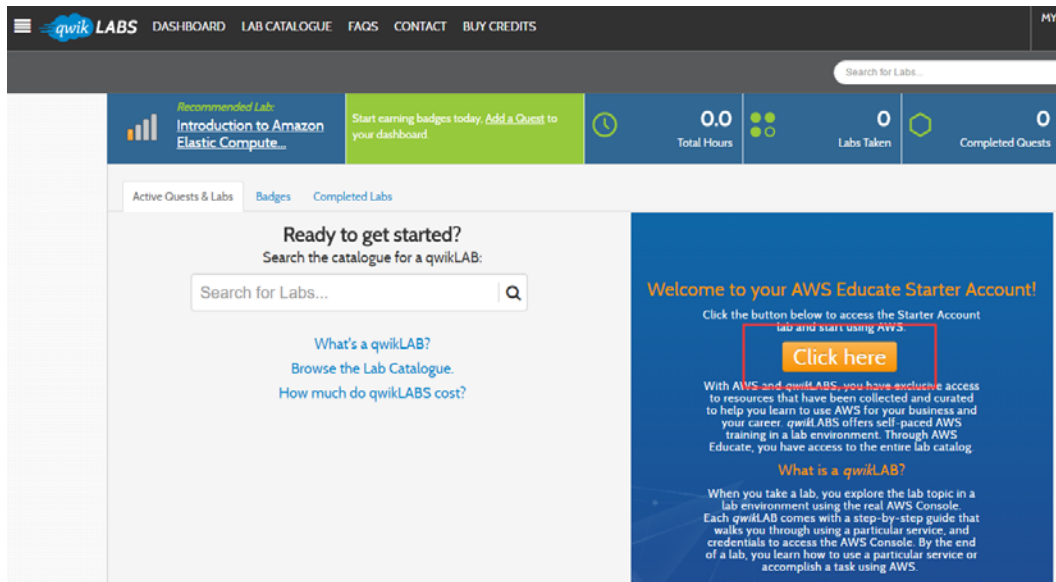 qwik LABS DASHBOARD LAB CATALOGUE FAQS CONTACT BUY CREDITS MY
Search for Labs...
Recommended Lab:
Introduction to Amazon
Elastic Compute...
Start earning badges today. Add a Quest to
your dashboard.
0.0
Total Hours
0
Labs Taken
0
Completed Quests
Active Quests & Labs Badges Completed Labs
Ready to get started?
Search the catalogue for a qwikLAB:
Search for Labs...
What's a qwikLAB?
Browse the Lab Catalogue.
How much do qwikLABS cost?
Welcome to your AWS Educate Starter Account!
Click the button below to access the Starter Account
lab and start using AWS.
Click here
With AWS and qwikLABS, you have exclusive access
to resources that have been collected and curated
to help you learn to use AWS for your business and
your career. qwikLABS offers self-paced AWS
training in a lab environment. Through AWS
Educate, you have access to the entire lab catalog.
What is a qwikLAB?
When you take a lab, you explore the lab topic in a
lab environment using the real AWS Console.
Each qwikLAB comes with a step-by-step guide that
walks you through using a particular service, and
credentials to access the AWS Console. By the end
of a lab, you learn how to use a particular service or
accomplish a task using AWS.